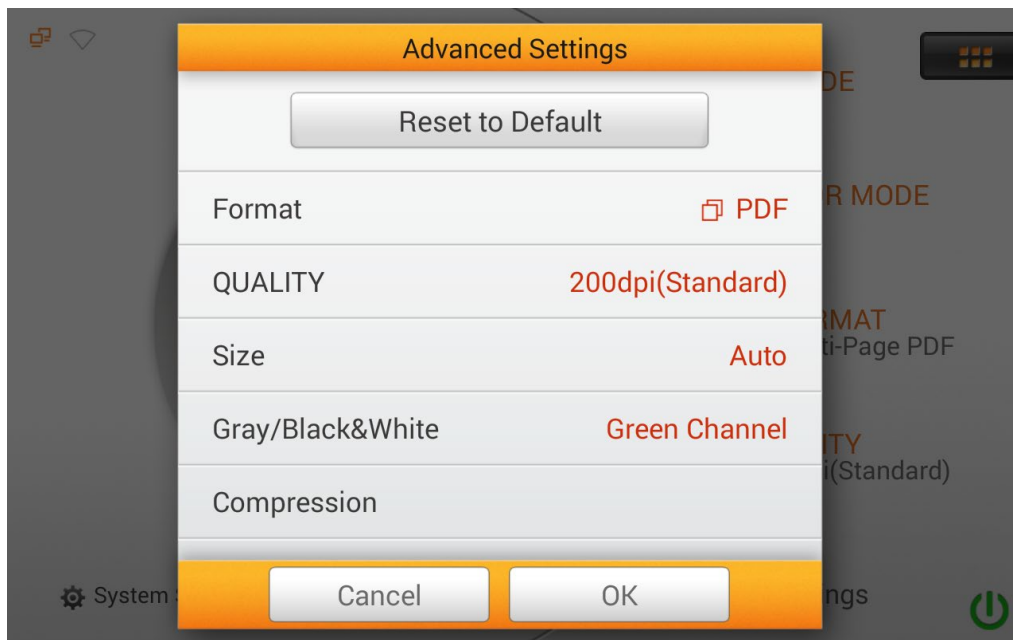 Advanced Settings
Reset to Default
DE
Format PDF
R MODE
QUALITY 200dpi(Standard)
Size Auto
MAT
ti-Page PDF
Gray/Black&White Green Channel
ITY
i(Standard)
Compression
Cancel OK
System
ngs